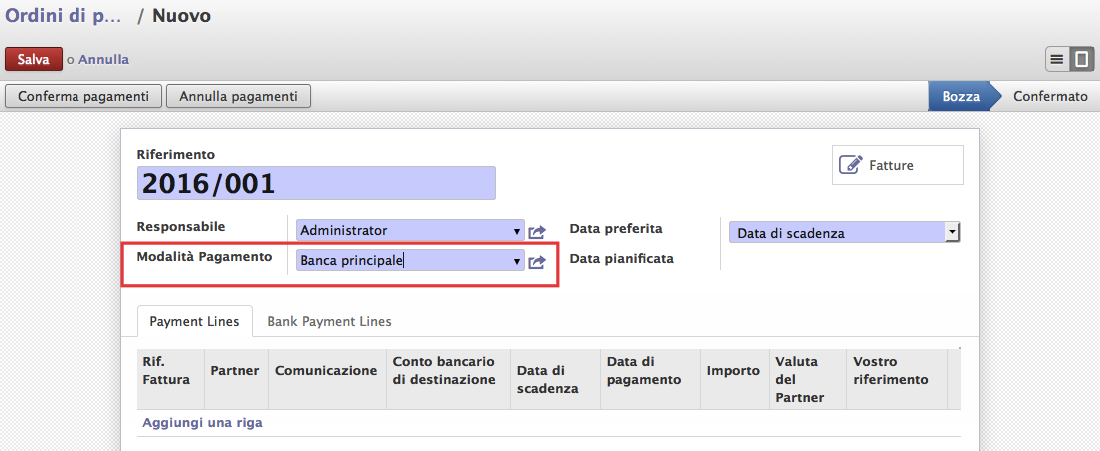 Ordini di p... / Nuovo
Salva o Annulla
Conferma pagamenti Annulla pagamenti Bozza Confermato
Riferimento
2016/001
Fatture
Responsabile Administrator
Data preferita Data di scadenza
Modalità Pagamento Banca principale
Data pianificata
Payment Lines Bank Payment Lines
Rif. Fattura Partner Comunicazione Conto bancario di destinazione Data di scadenza Data di pagamento Importo Valuta del Partner Vostro riferimento
Aggiungi una riga